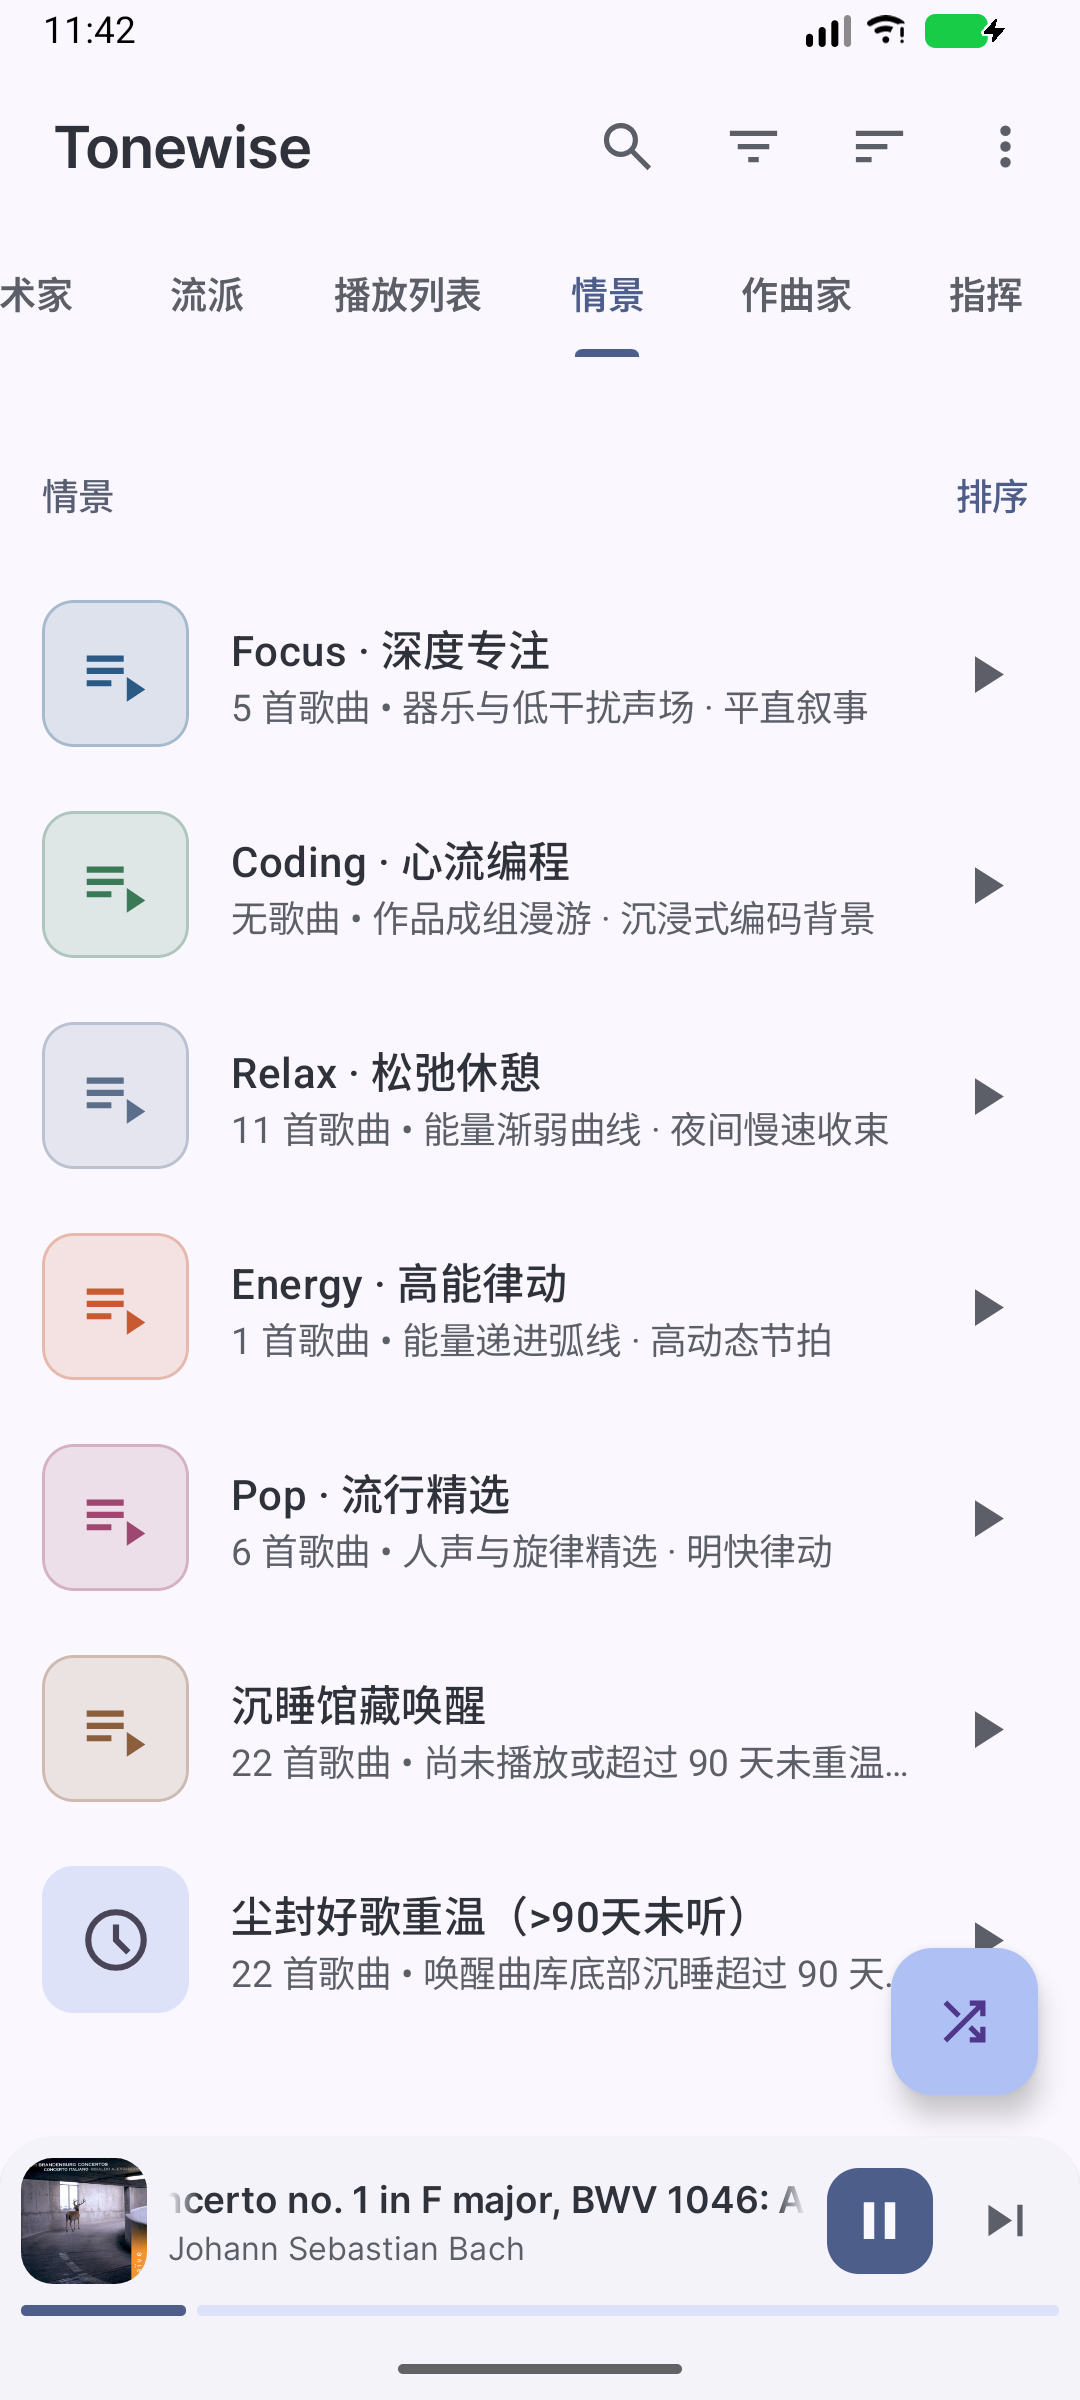 11:42
Tonewise
术家 流派 播放列表 情景 作曲家 指挥
情景 排序
Focus · 深度专注
5 首歌曲 • 器乐与低干扰声场 · 平直叙事
Coding · 心流编程
无歌曲 • 作品成组漫游 · 沉浸式编码背景
Relax · 松弛休憩
11 首歌曲 • 能量渐弱曲线 · 夜间慢速收束
Energy · 高能律动
1 首歌曲 • 能量递进弧线 · 高动态节拍
Pop · 流行精选
6 首歌曲 • 人声与旋律精选 · 明快律动
沉睡馆藏唤醒
22 首歌曲 • 尚未播放或超过 90 天未重温...
尘封好歌重温（>90天未听）
22 首歌曲 • 唤醒曲库底部沉睡超过 90 天.
BRANDENBURG CONCERTOS
CONCERTO ITALIANO
ncerto no. 1 in F major, BWV 1046: A
Johann Sebastian Bach